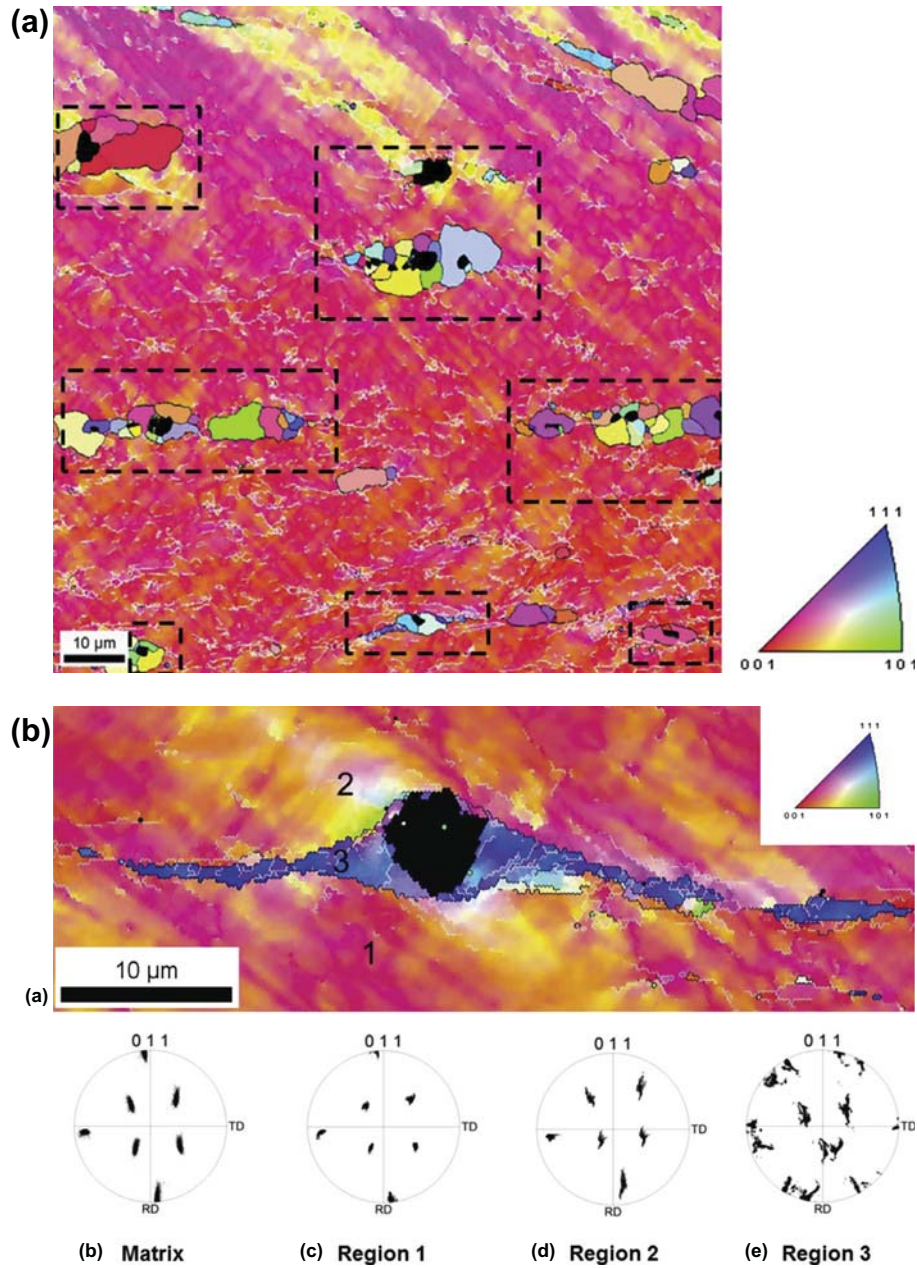 (a)
10 µm
1 1 1
0 0 1
1 0 1
(b)
1 1 1
0 0 1
1 0 1
2
3
1
10 µm
(a)
0 1 1
0 1 1
0 1 1
0 1 1
TD
TD
TD
TD
RD
RD
RD
RD
(b) Matrix
(c) Region 1
(d) Region 2
(e) Region 3